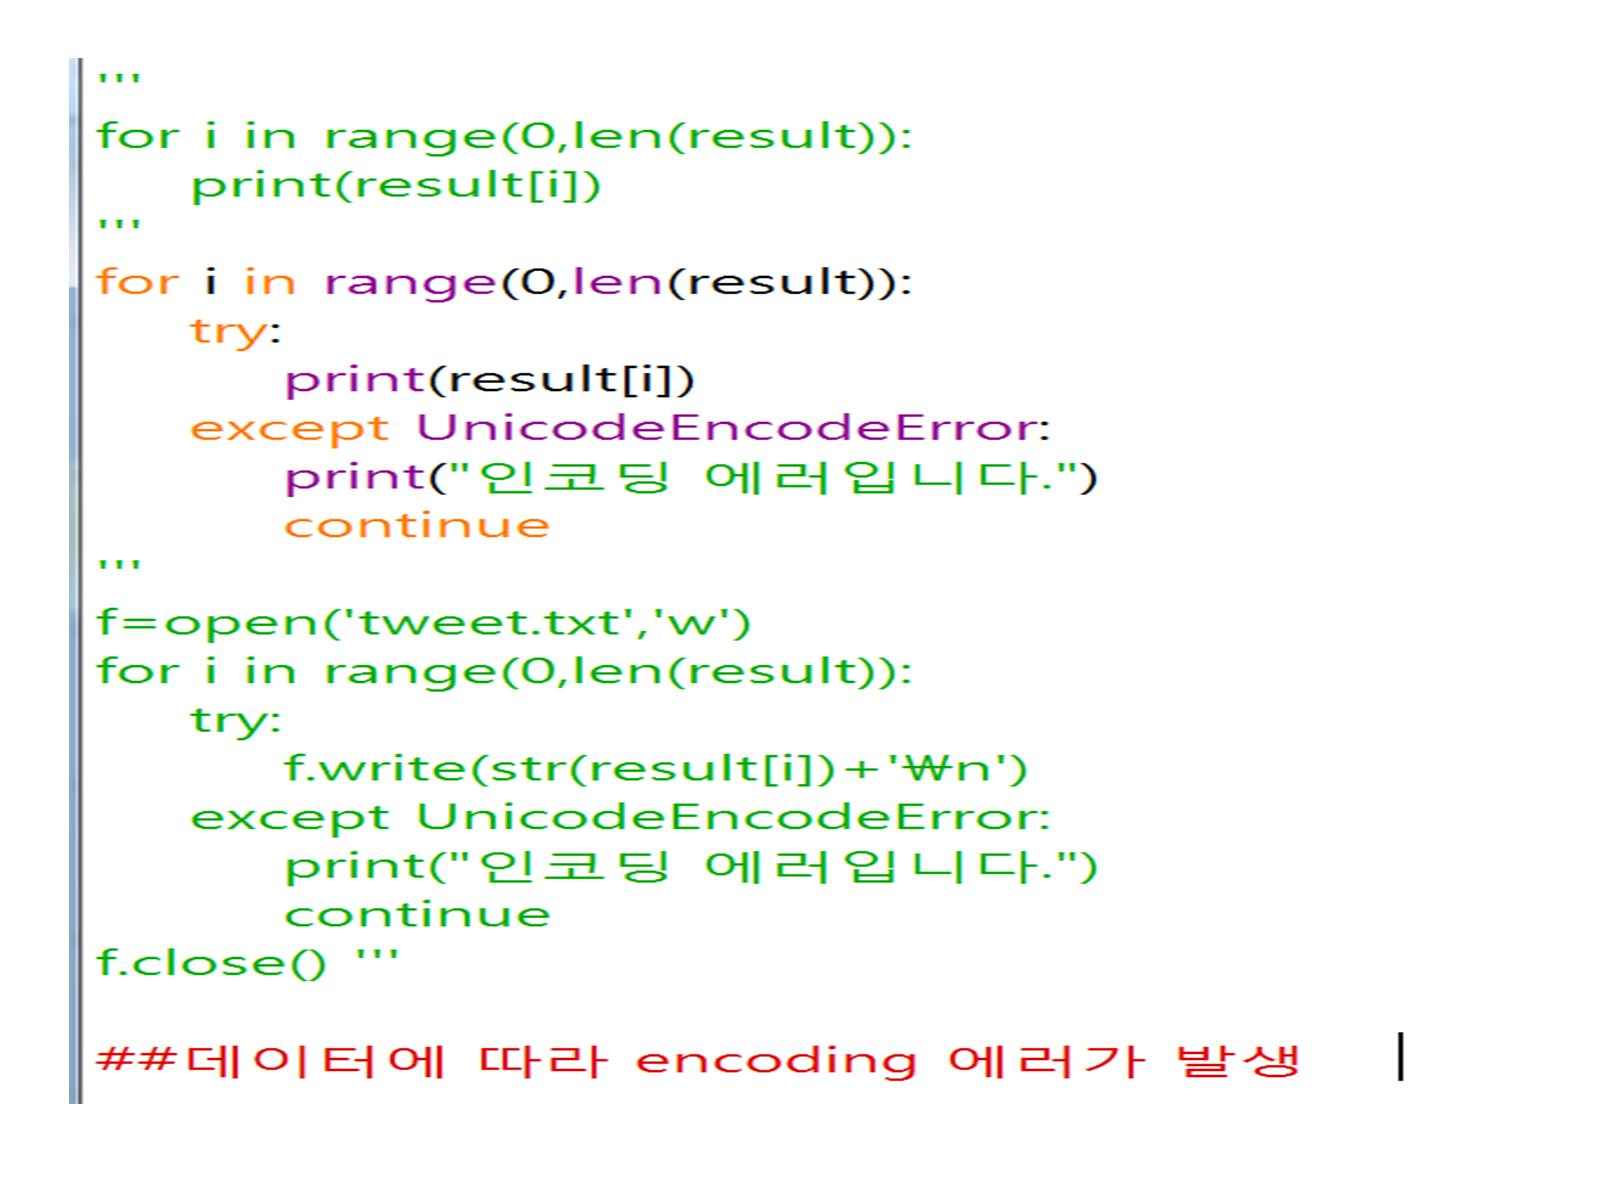 '''
for i in range(0,len(result)):
    print(result[i])
'''
for i in range(0,len(result)):
    try:
        print(result[i])
    except UnicodeEncodeError:
        print("인코딩 에러입니다.")
        continue
'''
f=open('tweet.txt','w')
for i in range(0,len(result)):
    try:
        f.write(str(result[i])+'₩n')
    except UnicodeEncodeError:
        print("인코딩 에러입니다.")
        continue
f.close() '''
##데이터에 따라 encoding 에러가 발생